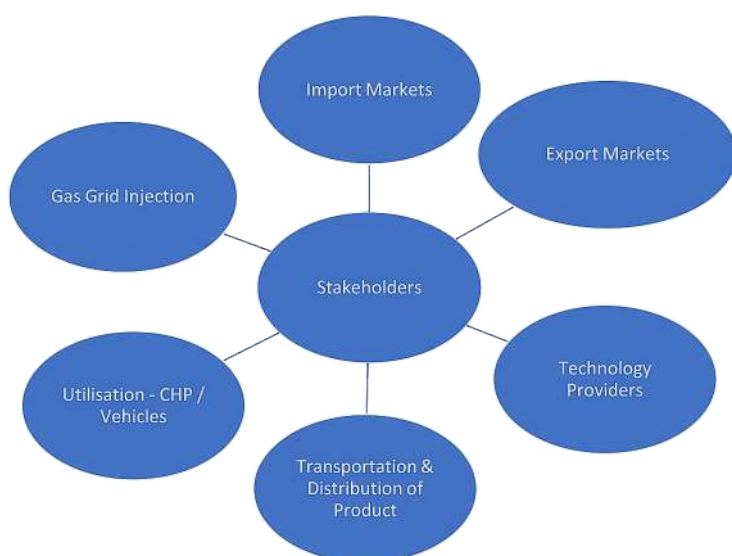 Import Markets
Export Markets
Gas Grid Injection
Stakeholders
Technology
Providers
Utilisation - CHP /
Vehicles
Transportation &
Distribution of
Product